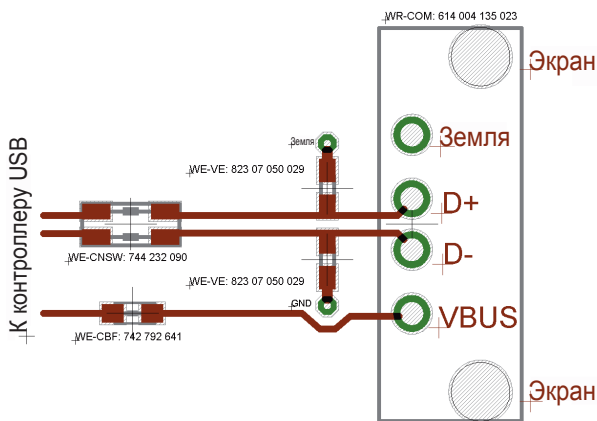 WR-COM: 614 004 135 023
Экран
Земля
Земля
WE-VE: 823 07 050 029
D+
К контроллеру USB
D-
WE-CNSW: 744 232 090
WE-VE: 823 07 050 029
GND
VBUS
WE-CBF: 742 792 641
Экран